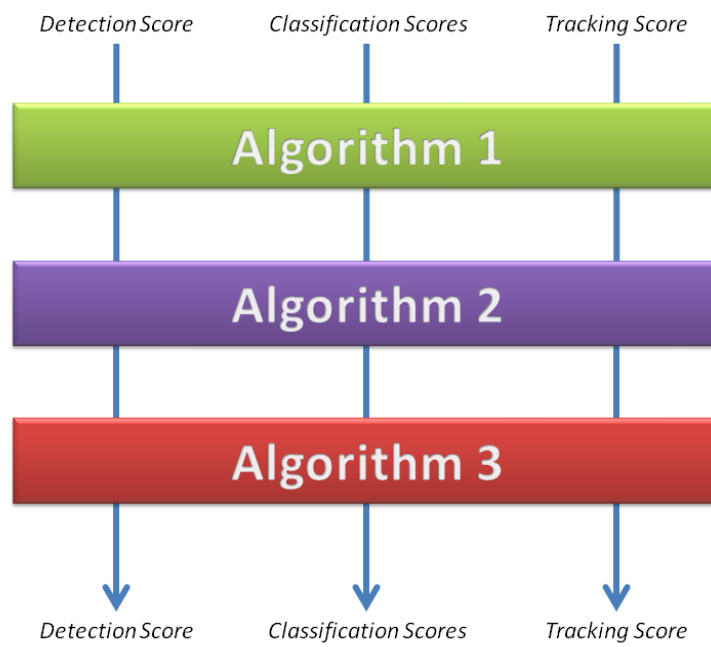 Detection Score Classification Scores Tracking Score
Algorithm 1
Algorithm 2
Algorithm 3
Detection Score Classification Scores Tracking Score